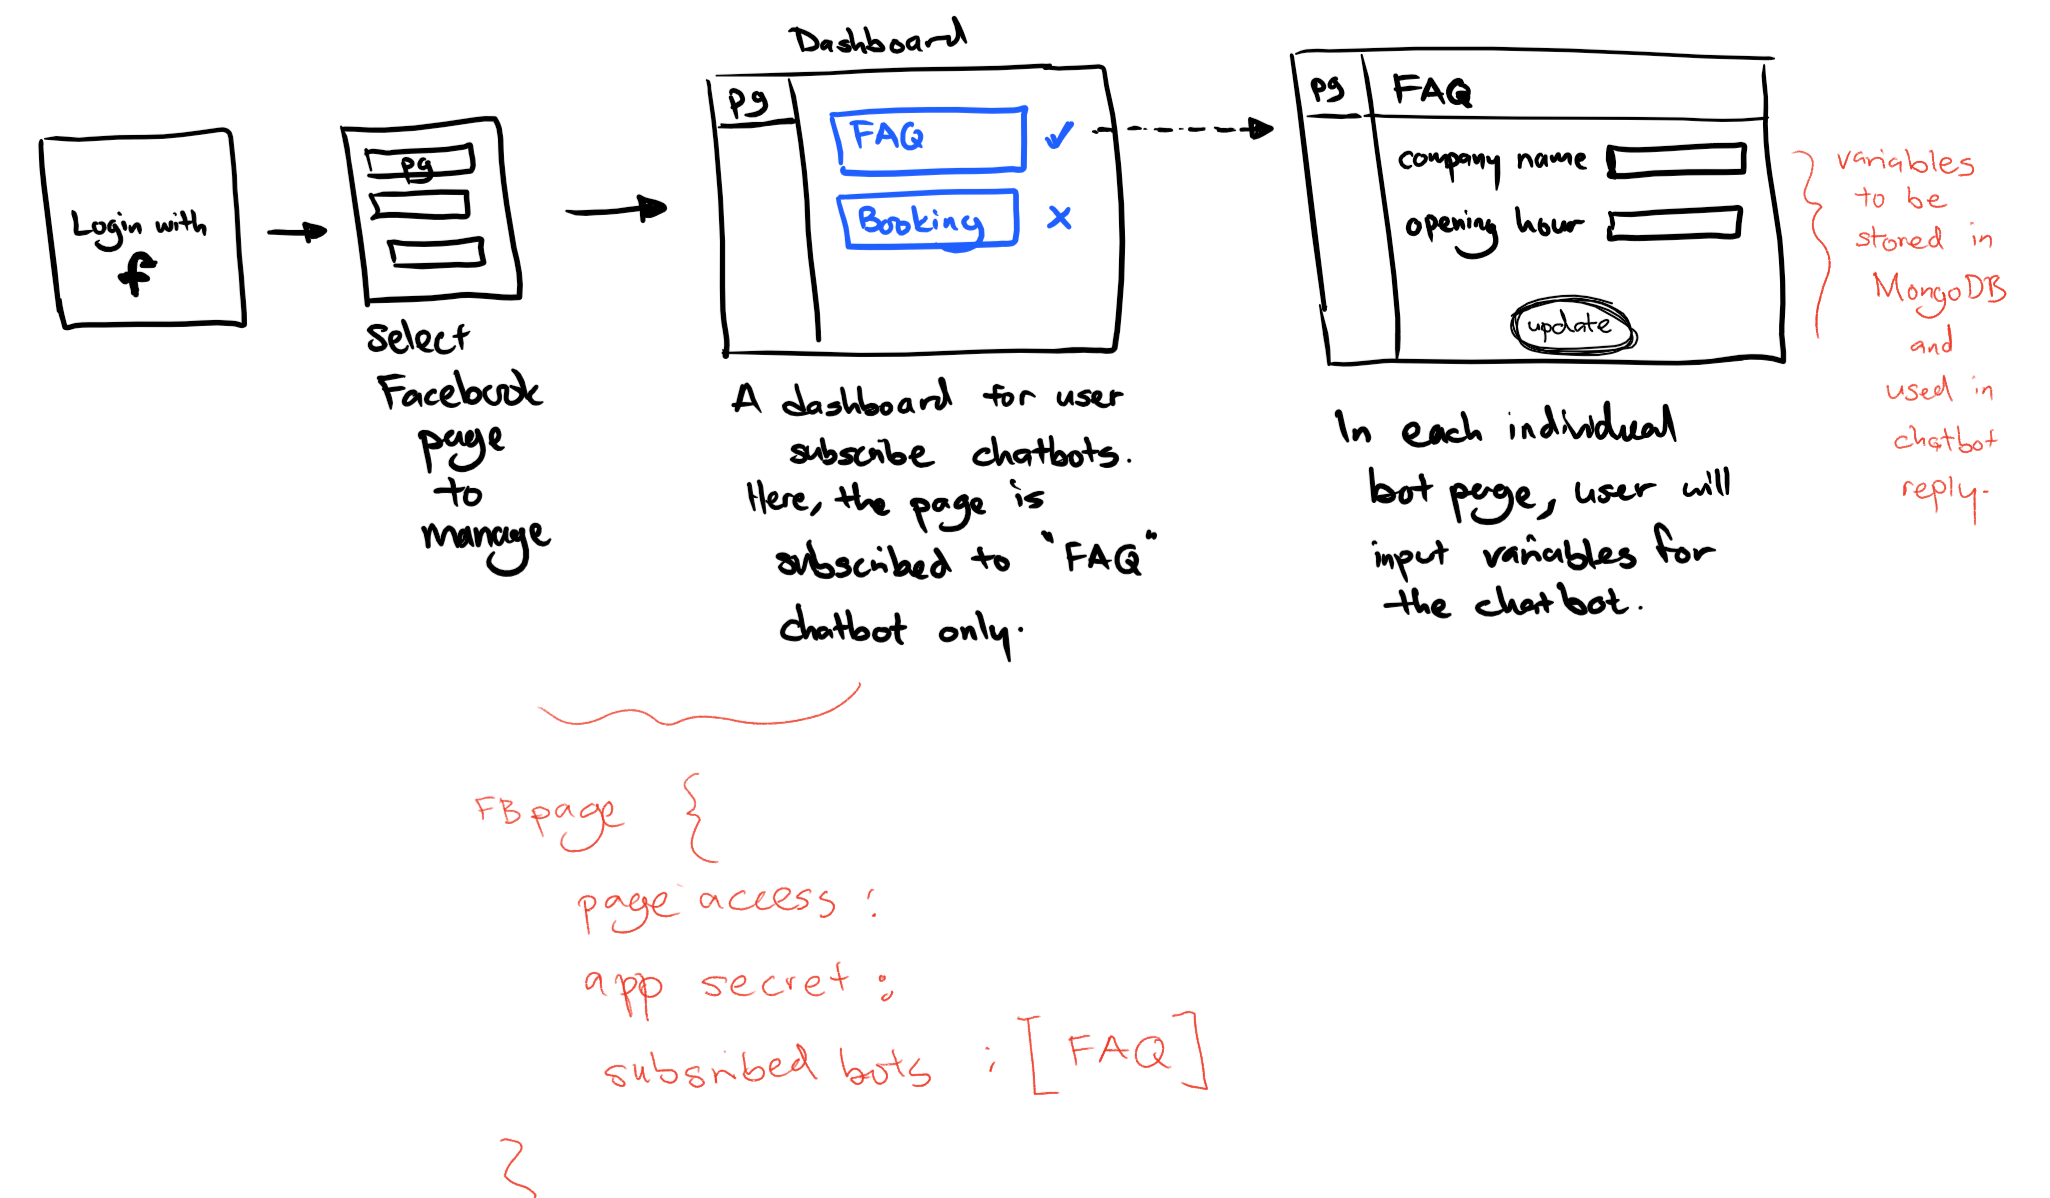 Login with
f
pg
Select
Facebook
page
to
manage
Dashboard
pg
FAQ
Booking
A dashboard for user
subscribe chatbots.
Here, the page is
subscribed to "FAQ"
chatbot only.
pg
FAQ
company name
opening hour
update
In each individual
bot page, user will
input variables for
the chatbot.
variables
to be
stored in
MongoDB
and
used in
chatbot
reply.
FB page {
page access :
app secret :
subsribed bots : [FAQ]
}